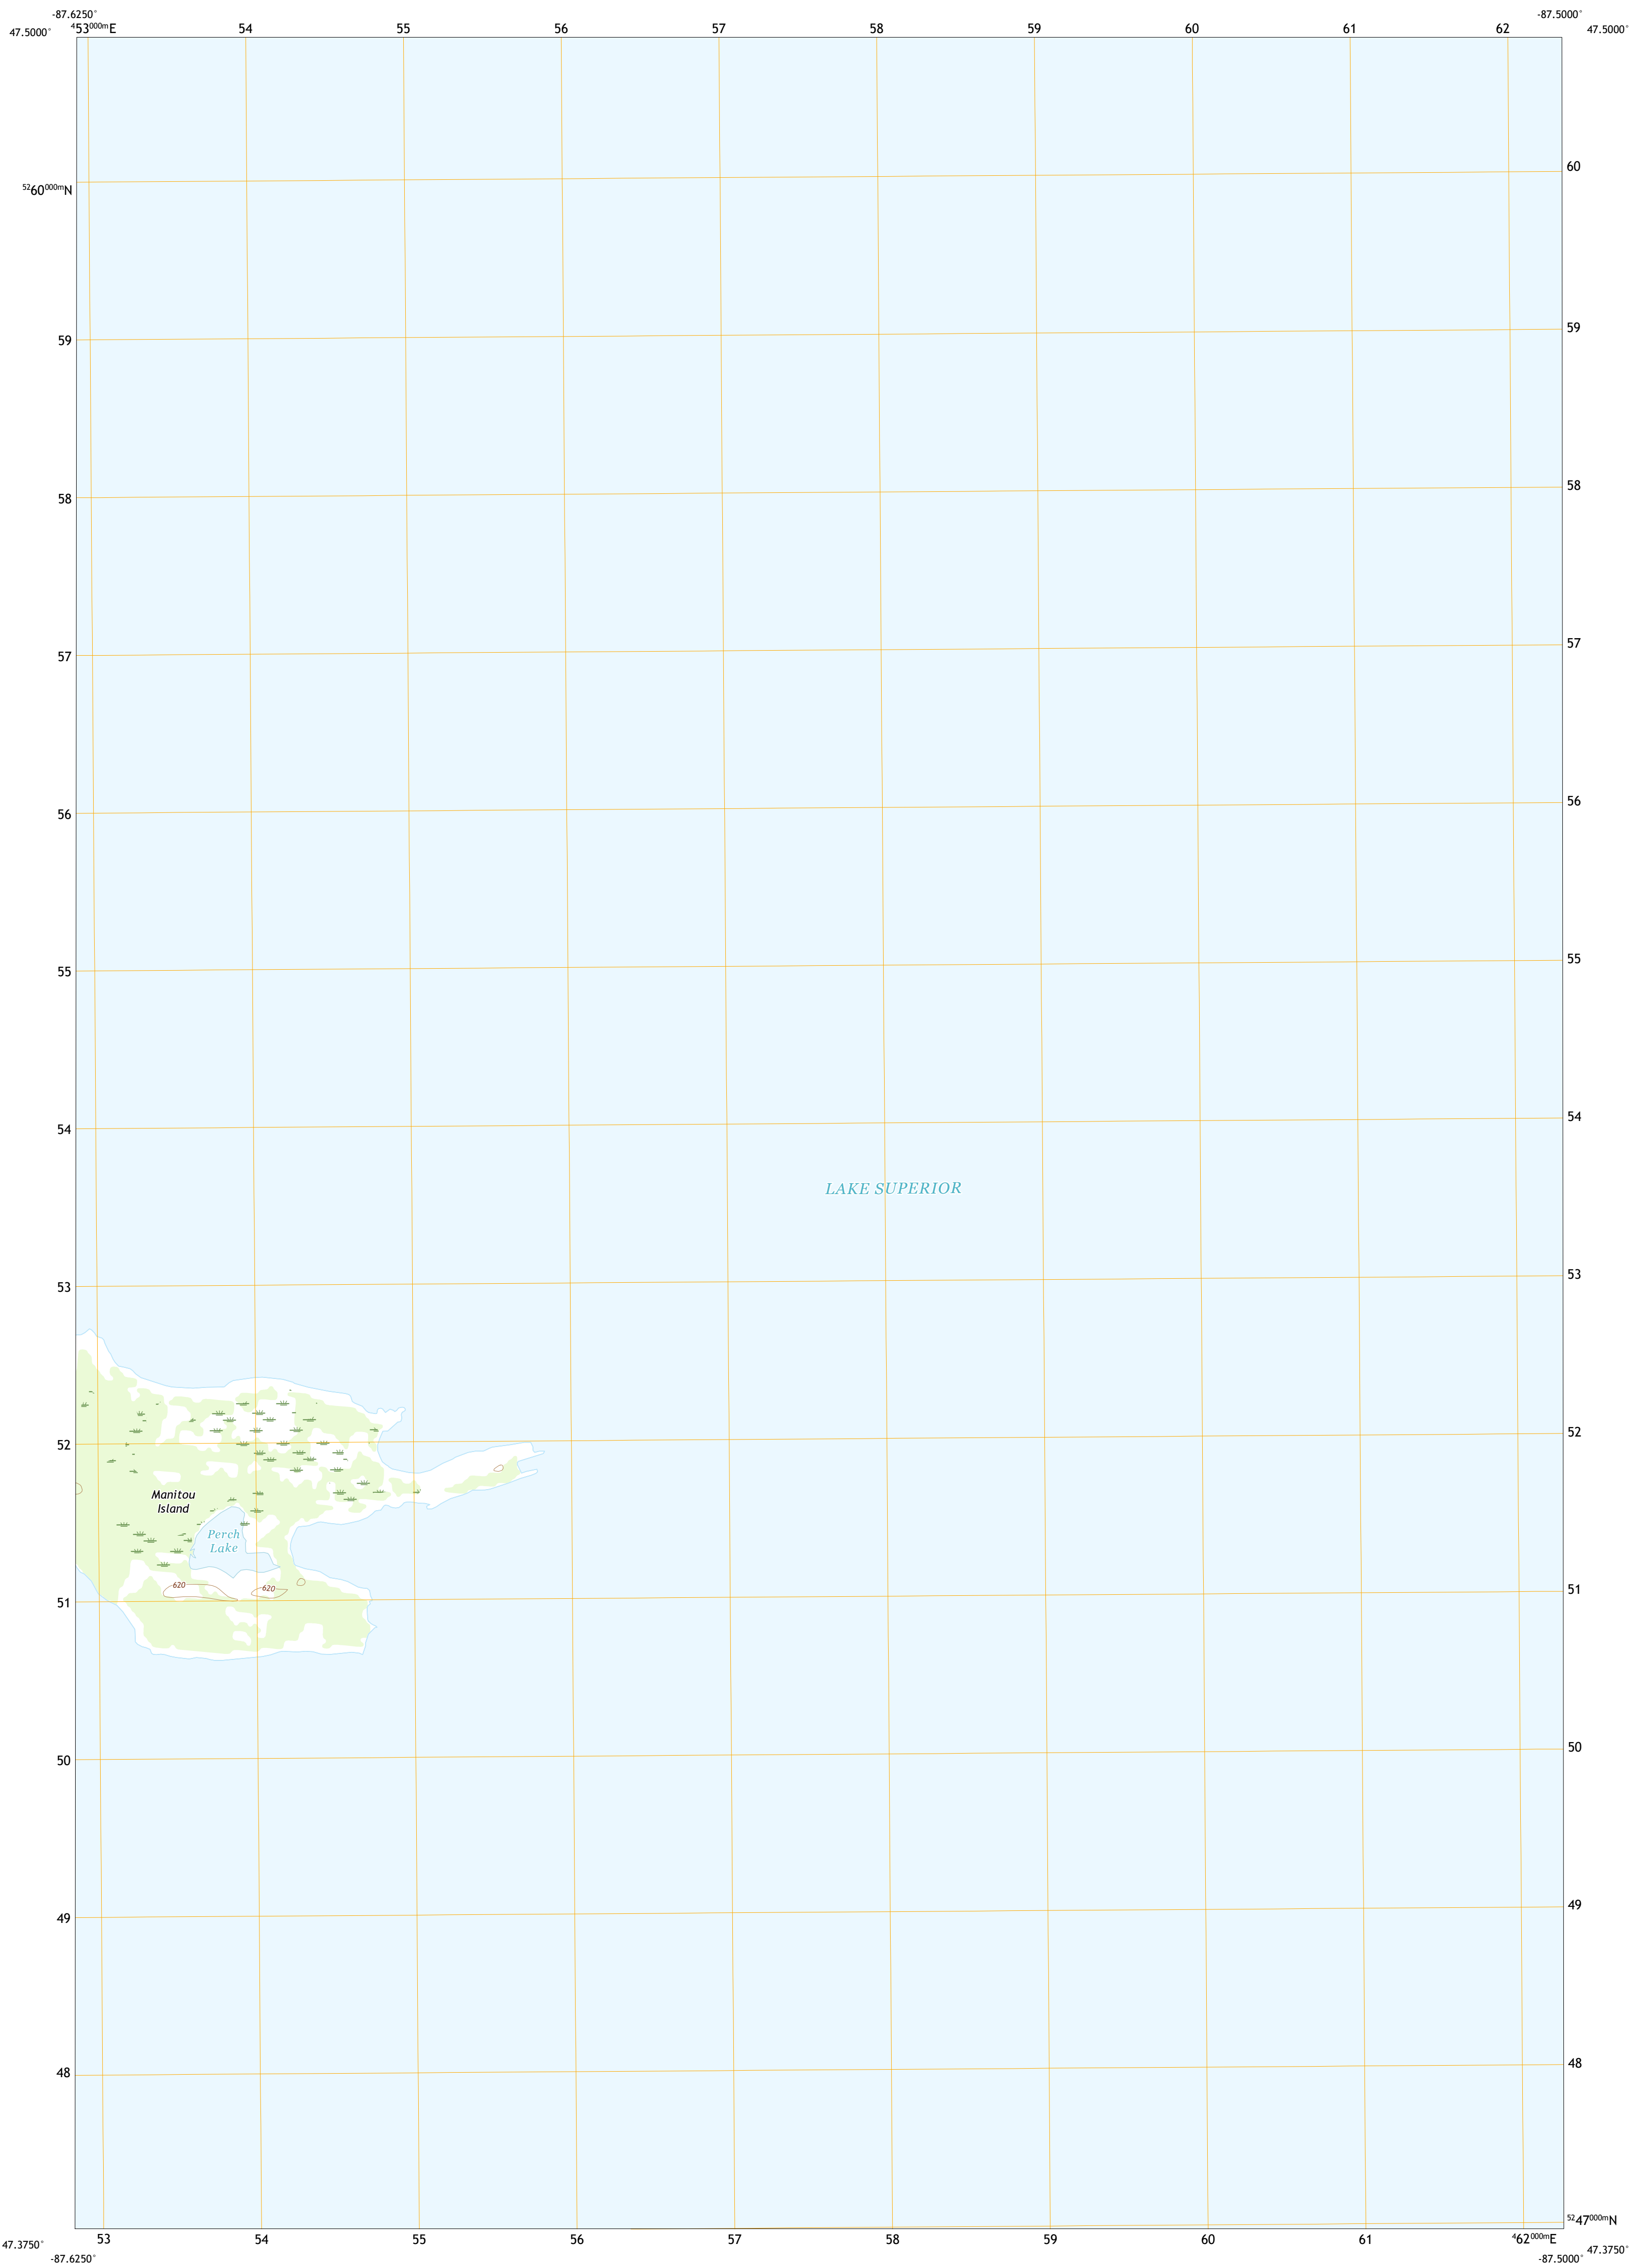 -87.6250° -87.5000°
47.5000° 453000mE 54 55 56 57 58 59 60 61 62 47.5000°
60
5260000mN
59 59
58 58
57 57
56 56
55 55
54 54
LAKE SUPERIOR
53 53
52 52
Manitou
Island
Perch
Lake
620 620
51 51
50 50
49 49
48 48
5247000mN
53 54 55 56 57 58 59 60 61 462000mE
47.3750° 47.3750°
-87.6250° -87.5000°